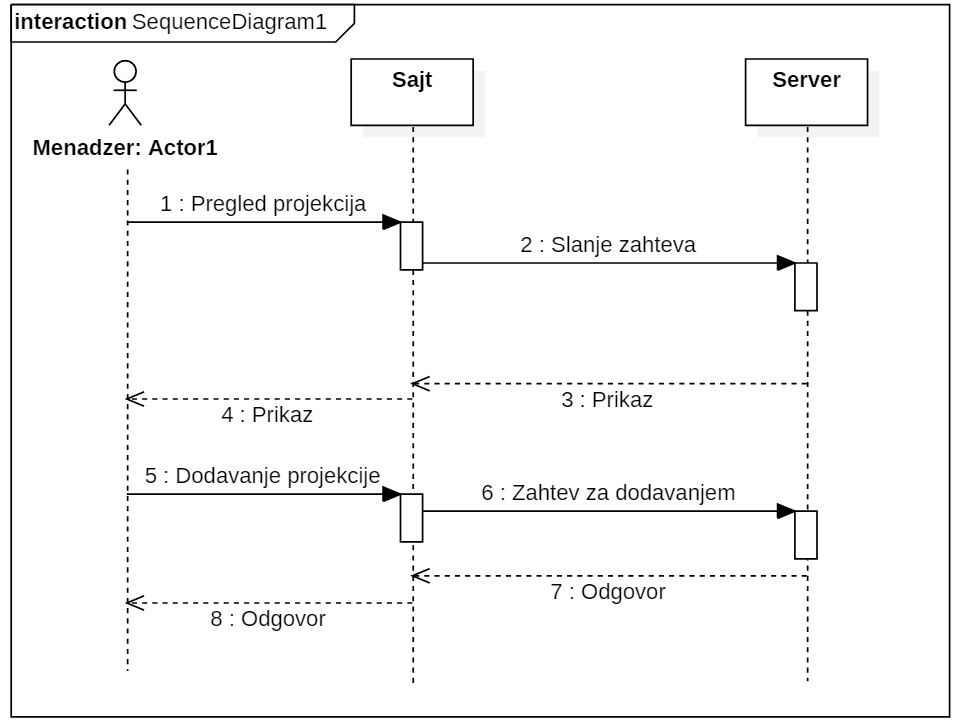 interaction SequenceDiagram1
Sajt
Server
Menadzer: Actor1
1 : Pregled projekcija
2 : Slanje zahteva
3 : Prikaz
4 : Prikaz
5 : Dodavanje projekcije
6 : Zahtev za dodavanjem
7 : Odgovor
8 : Odgovor